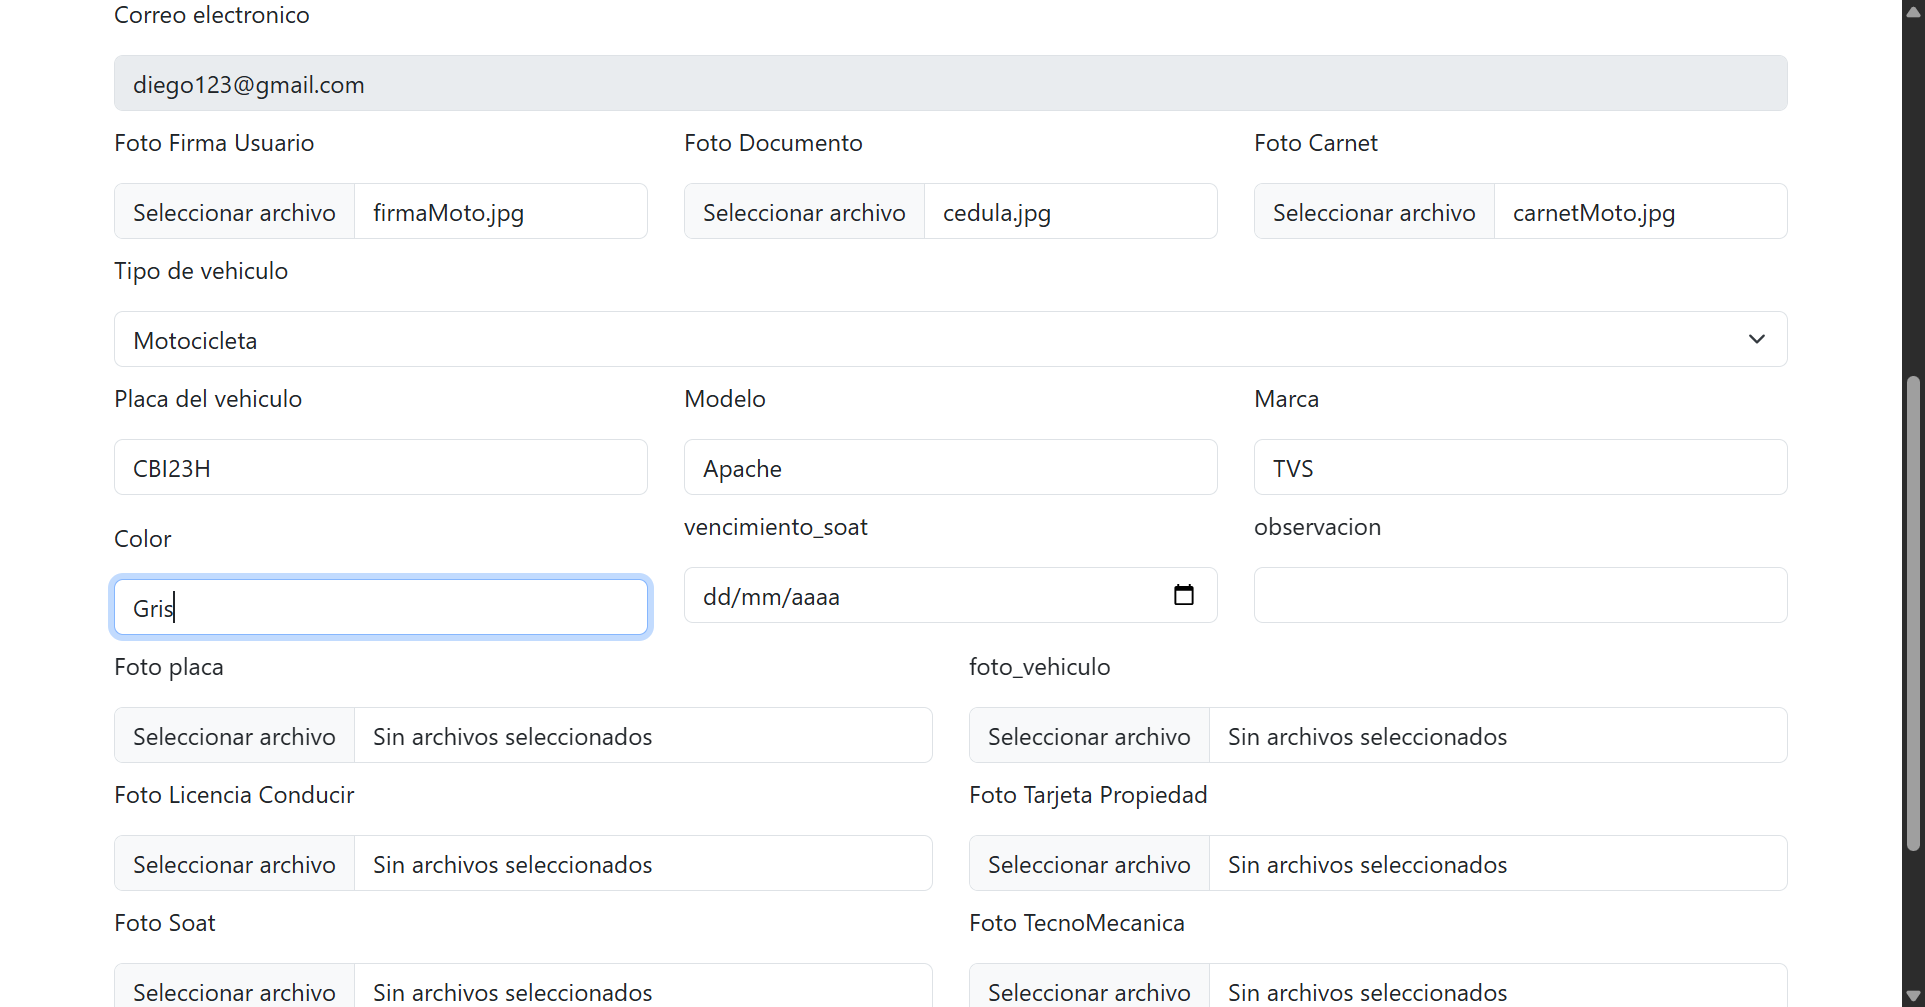 Correo electronico
diego123@gmail.com
Foto Firma Usuario
Foto Documento
Foto Carnet
Seleccionar archivo firmaMoto.jpg
Seleccionar archivo cedula.jpg
Seleccionar archivo carnetMoto.jpg
Tipo de vehiculo
Motocicleta
Placa del vehiculo
Modelo
Marca
CBI23H
Apache
TVS
Color
vencimiento_soat
observacion
Gris
dd/mm/aaaa
Foto placa
foto_vehiculo
Seleccionar archivo Sin archivos seleccionados
Seleccionar archivo Sin archivos seleccionados
Foto Licencia Conducir
Foto Tarjeta Propiedad
Seleccionar archivo Sin archivos seleccionados
Seleccionar archivo Sin archivos seleccionados
Foto Soat
Foto TecnoMecanica
Seleccionar archivo Sin archivos seleccionados
Seleccionar archivo Sin archivos seleccionados